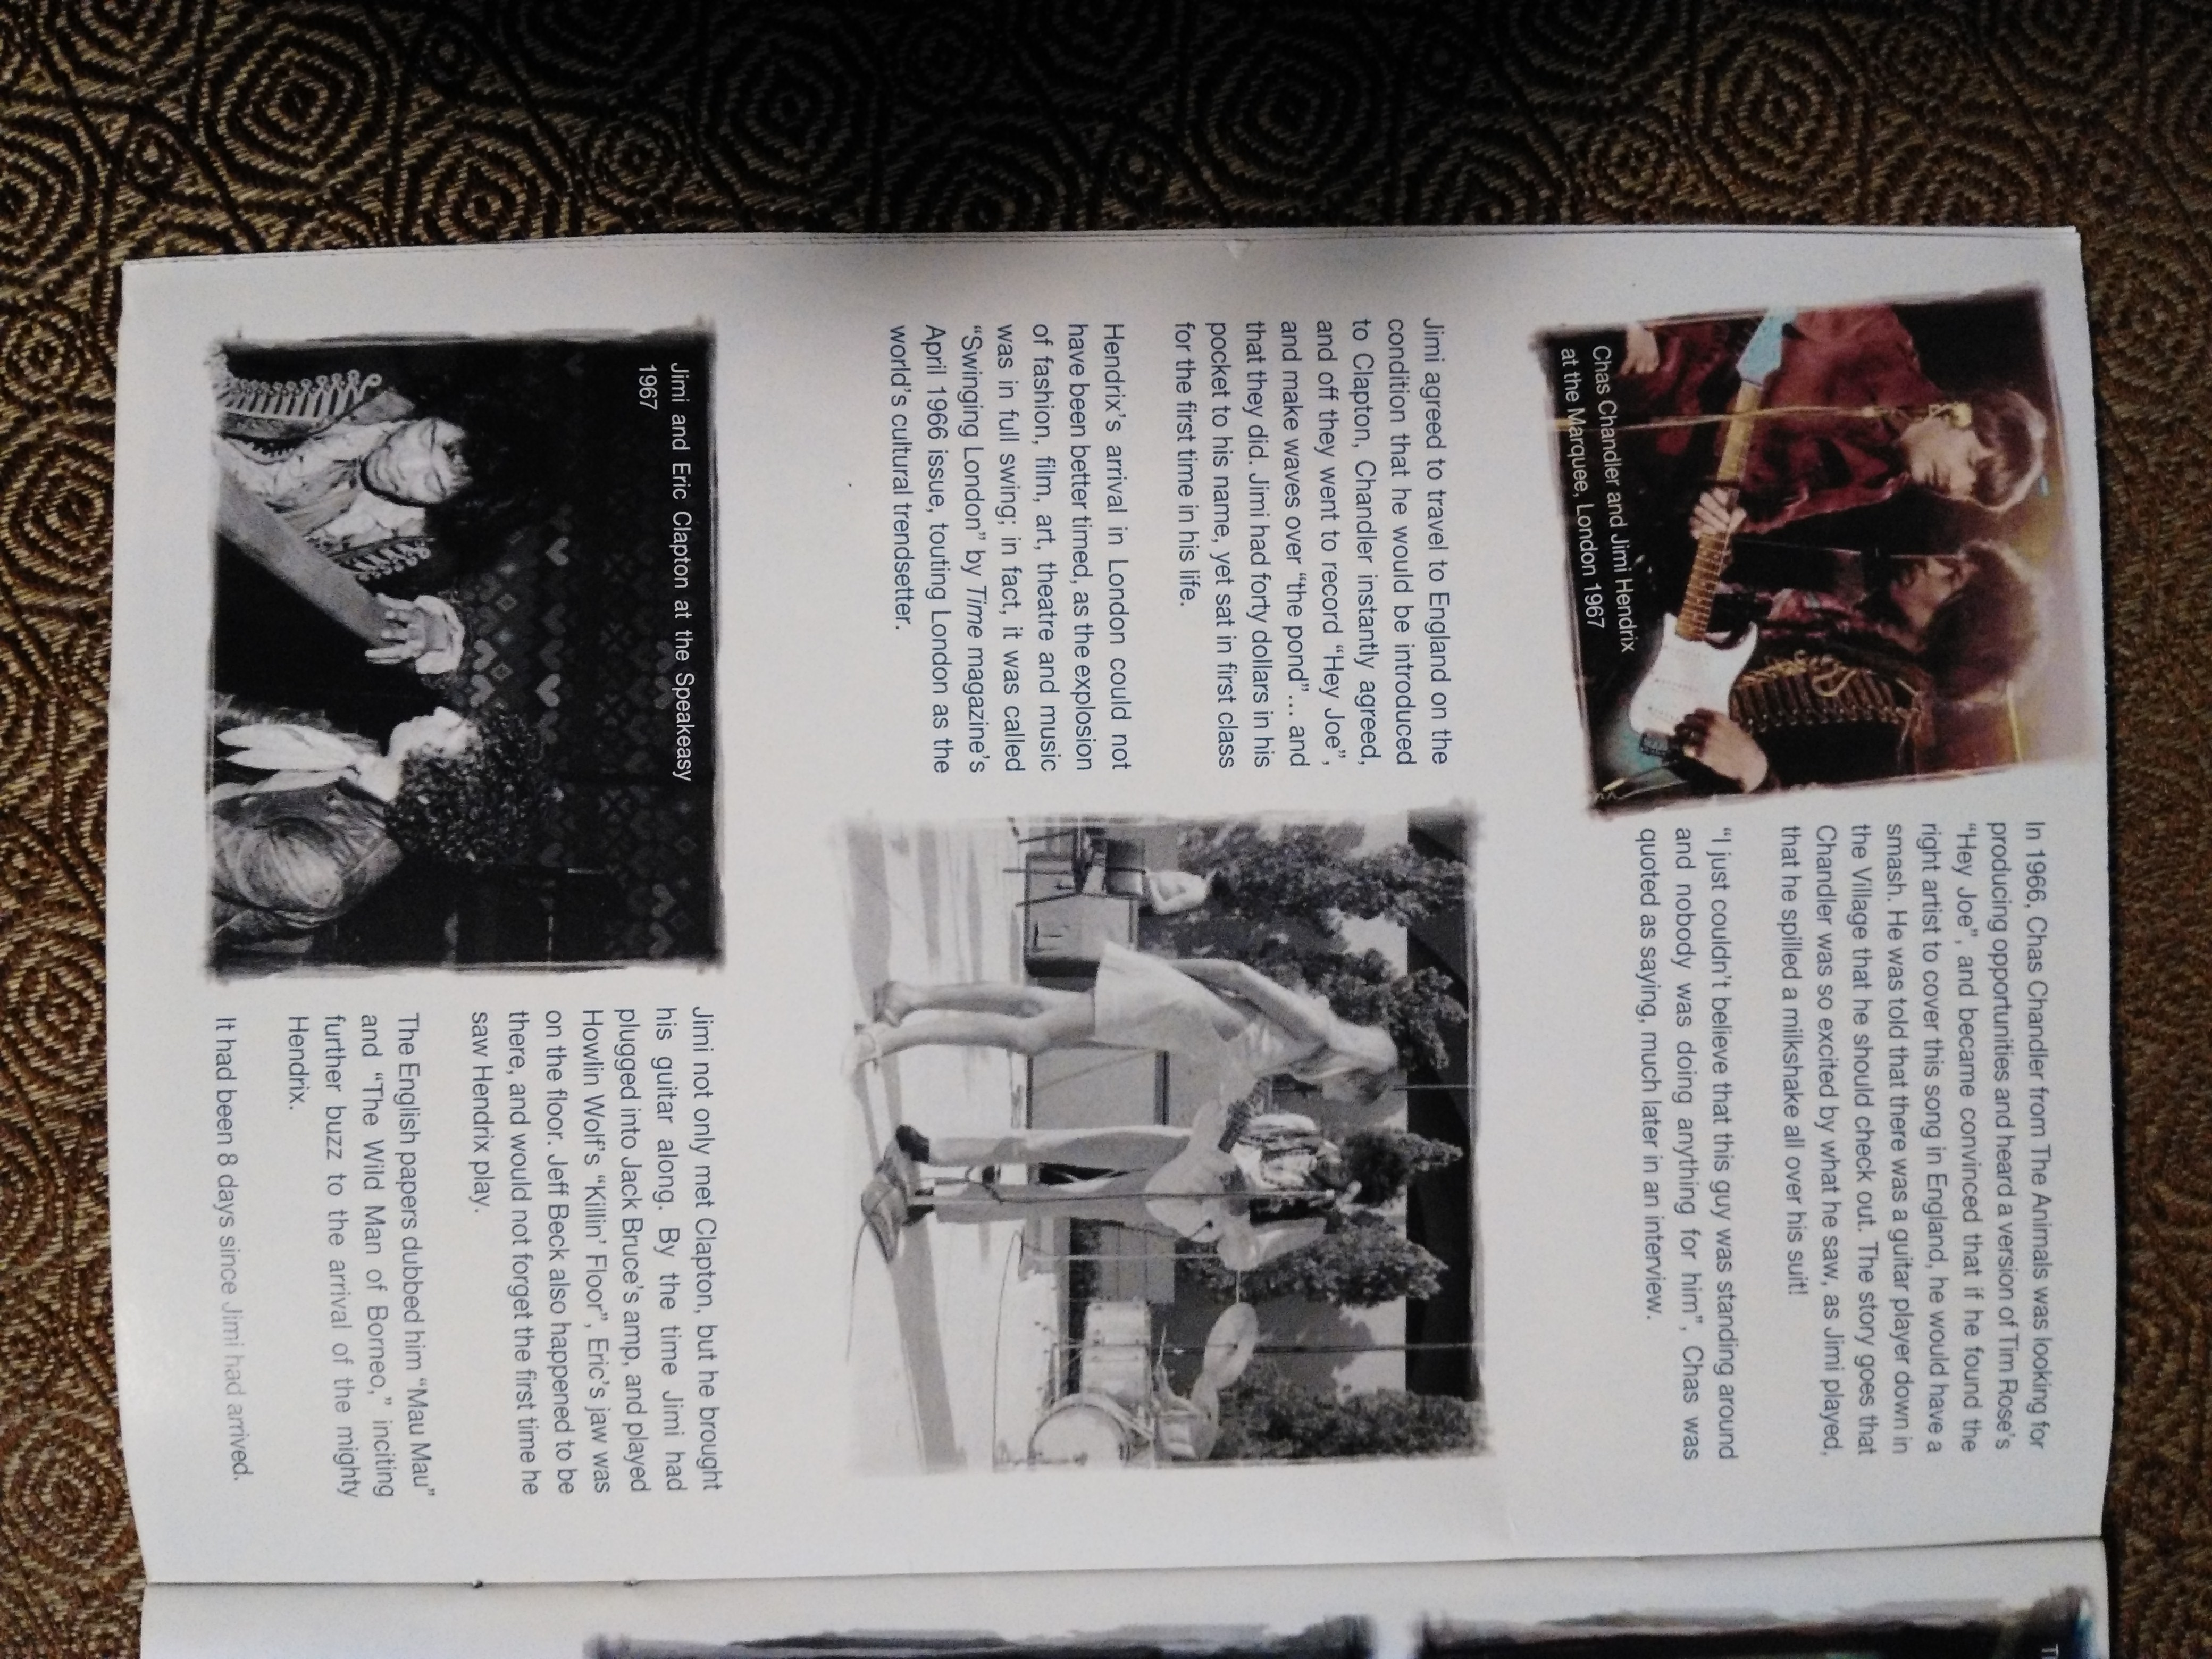 Chas Chandler and Jimi Hendrix
at the Marquee, London 1967
In 1966, Chas Chandler from The Animals was looking for
producing opportunities and heard a version of Tim Rose's
“Hey Joe”, and became convinced that if he found the
right artist to cover this song in England, he would have a
smash. He was told that there was a guitar player down in
the Village that he should check out. The story goes that
Chandler was so excited by what he saw, as Jimi played,
that he spilled a milkshake all over his suit!
“I just couldn't believe that this guy was standing around
and nobody was doing anything for him”, Chas was
quoted as saying, much later in an interview.
Jimi agreed to travel to England on the
condition that he would be introduced
to Clapton, Chandler instantly agreed,
and off they went to record “Hey Joe”,
and make waves over “the pond”... and
that they did. Jimi had forty dollars in his
pocket to his name, yet sat in first class
for the first time in his life.
Hendrix's arrival in London could not
have been better timed, as the explosion
of fashion, film, art, theatre and music
was in full swing; in fact, it was called
“Swinging London” by Time magazine's
April 1966 issue, touting London as the
world's cultural trendsetter.
Jimi and Eric Clapton at the Speakeasy
1967
Jimi not only met Clapton, but he brought
his guitar along. By the time Jimi had
plugged into Jack Bruce's amp, and played
Howlin Wolf's “Killin' Floor”, Eric's jaw was
on the floor. Jeff Beck also happened to be
there, and would not forget the first time he
saw Hendrix play.
The English papers dubbed him “Mau Mau”
and “The Wild Man of Borneo,” inciting
further buzz to the arrival of the mighty
Hendrix.
It had been 8 days since Jimi had arrived.